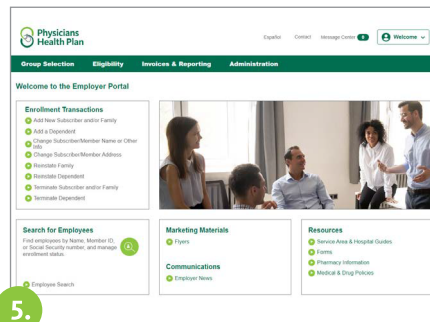 Physicians
Health Plan
Español Contact Message Center 0 Welcome
Group Selection Eligibility Invoices & Reporting Administration
Welcome to the Employer Portal
Enrollment Transactions
Add New Subscriber and/or Family
Add a Dependent
Change Subscriber/Member Name or Other
Info
Change Subscriber/Member Address
Reinstate Family
Reinstate Dependent
Terminate Subscriber and/or Family
Terminate Dependent
Search for Employees
Find employees by Name, Member ID,
or Social Security number, and manage
enrollment status.
Employee Search
Marketing Materials
Flyers
Communications
Employer News
Resources
Service Area & Hospital Guides
Forms
Pharmacy Information
Medical & Drug Policies
5.